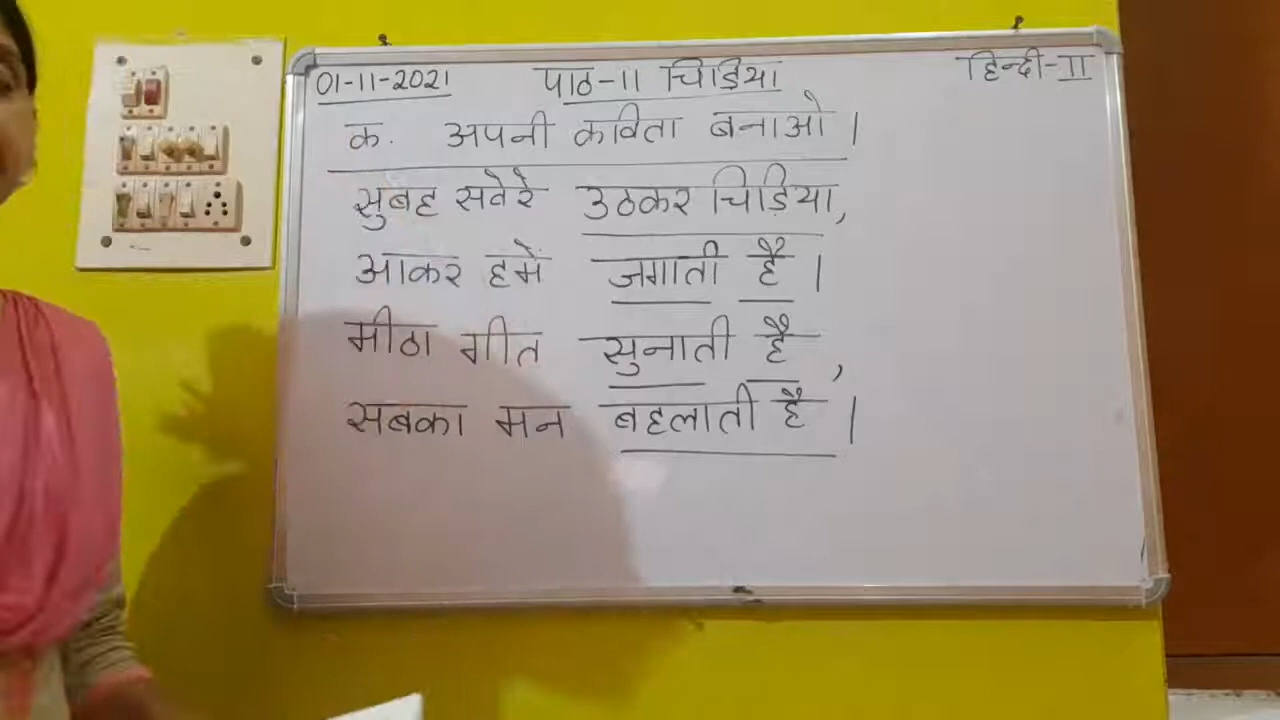 01-11-2021 पाठ-11 चिड़िया हिन्दी-II
क. अपनी कविता बनाओ।
सुबह सवेरे उठकर चिड़िया,
आकर हमें जगाती है।
मीठा गीत सुनाती है,
सबका मन बहलाती है।